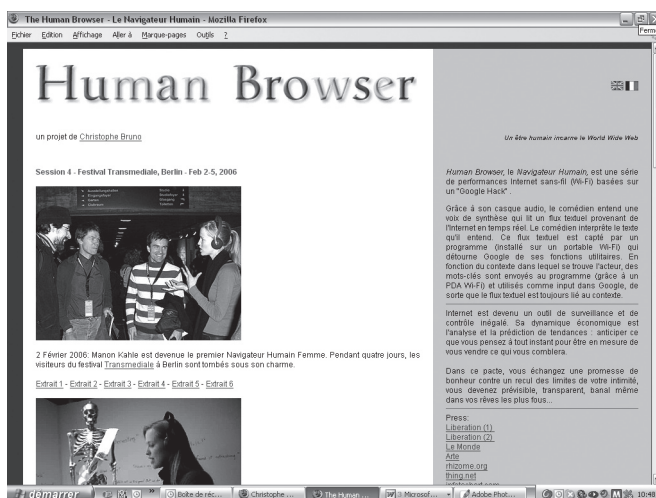 The Human Browser - Le Navigateur Humain - Mozilla Firefox
Ferm
Fichier Edition Affichage Aller à Marque-pages Outils ?
Human Browser
un projet de Christophe Bruno
Un être humain incarne le World Wide Web
Session 4 - Festival Transmediale, Berlin - Feb 2-5, 2006
2 Février 2006: Manon Kahle est devenue le premier Navigateur Humain Femme. Pendant quatre jours, les
visiteurs du festival Transmediale à Berlin sont tombés sous son charme.
Extrait 1 - Extrait 2 - Extrait 3 - Extrait 4 - Extrait 5 - Extrait 6
Human Browser, le Navigateur Humain, est une série
de performances Internet sans-fil (Wi-Fi) basées sur
un "Google Hack" .
Grâce à son casque audio, le comédien entend une
voix de synthèse qui lit un flux textuel provenant de
l'Internet en temps réel. Le comédien interprète le texte
qu'il entend. Ce flux textuel est capté par un
programme (installé sur un portable Wi-Fi) qui
détourne Google de ses fonctions utilitaires. En
fonction du contexte dans lequel se trouve l'acteur, des
mots-clés sont envoyés au programme (grâce à un
PDA Wi-Fi) et utilisés comme input dans Google, de
sorte que le flux textuel est toujours lié au contexte.
Internet est devenu un outil de surveillance et de
contrôle inégalé. Sa dynamique économique est
l'analyse et la prédiction de tendances : anticiper ce
que vous pensez à tout instant pour être en mesure de
vous vendre ce qui vous comblera.
Dans ce pacte, vous échangez une promesse de
bonheur contre un recul des limites de votre intimité,
vous devenez prévisible, transparent, banal même
dans vos rêves les plus fous...
Press:
Liberation (1)
Liberation (2)
Le Monde
Arte
rhizome.org
thing.net
démarrer
Boîte de réc...
Christophe ...
The Human ...
3 Microsof...
Adobe Phot...
10:40